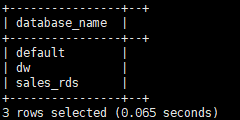 +----------------+--+
| database_name  |
+----------------+--+
| default        |
| dw             |
| sales_rds      |
+----------------+--+
3 rows selected (0.065 seconds)